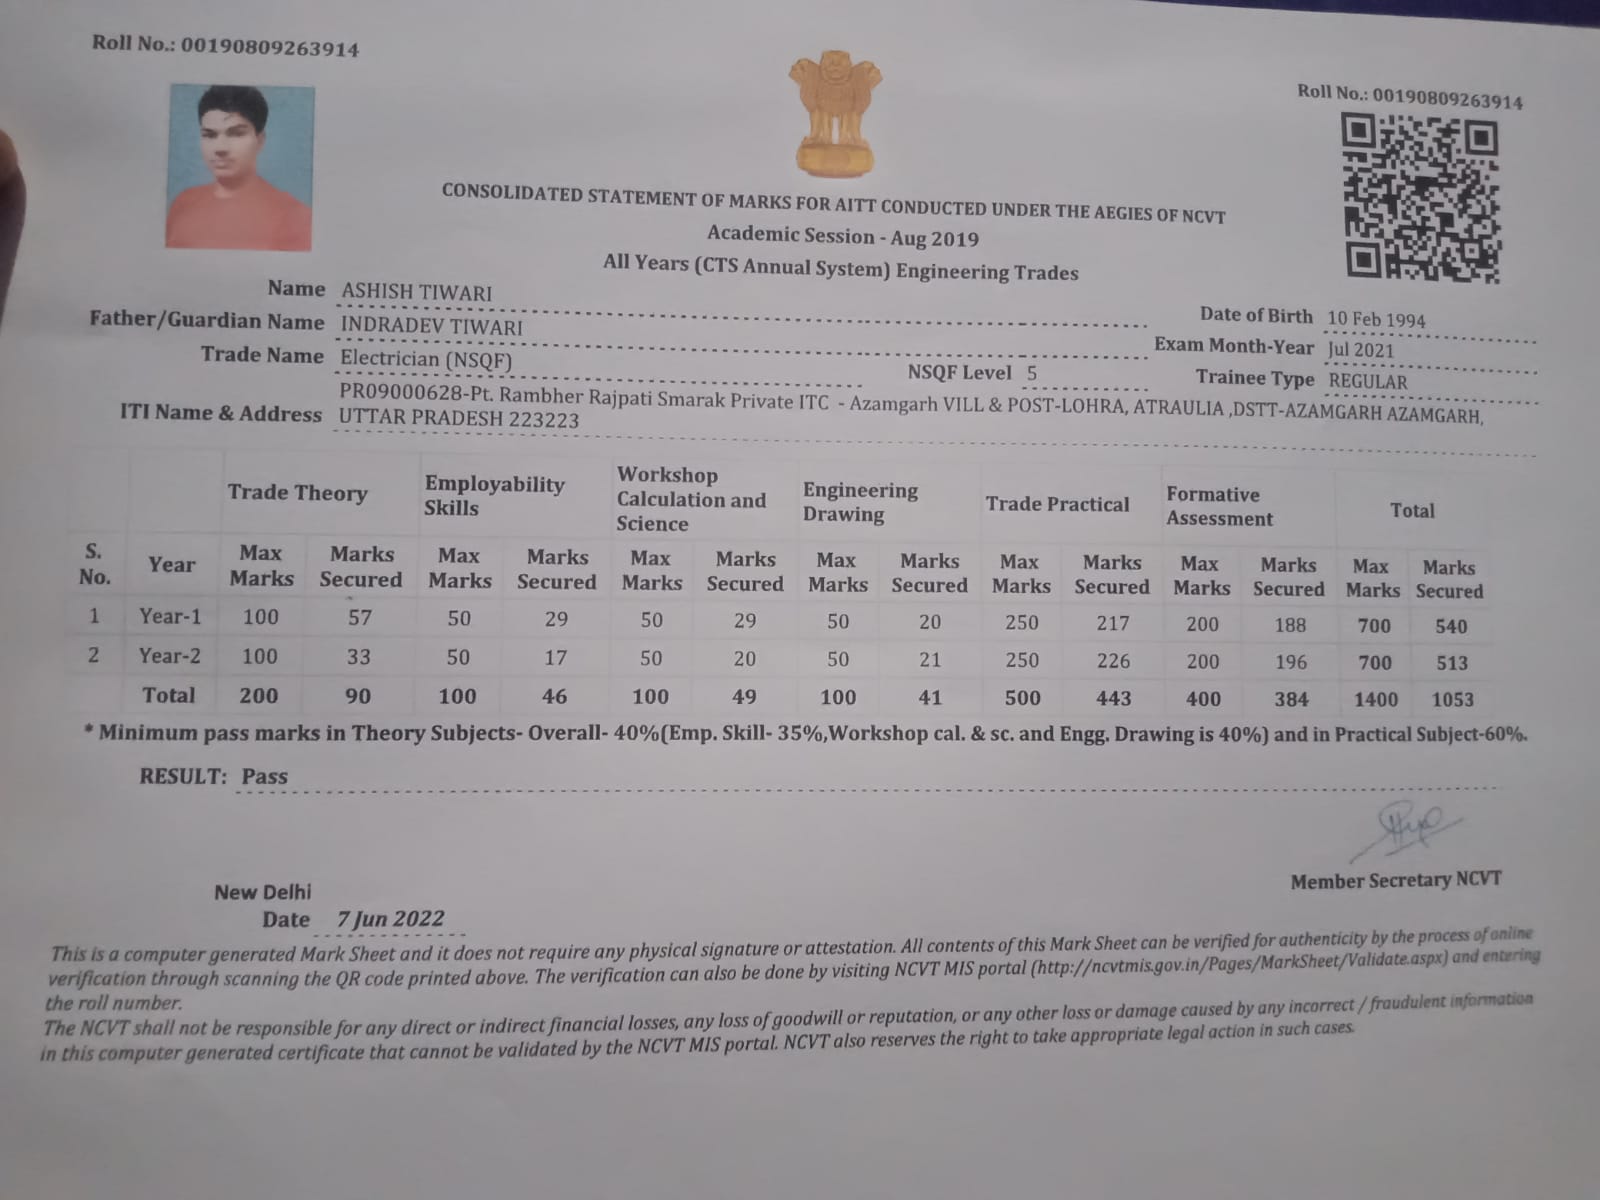 Roll No.: 00190809263914
Roll No.: 00190809263914
CONSOLIDATED STATEMENT OF MARKS FOR AITT CONDUCTED UNDER THE AEGIES OF NCVT
Academic Session - Aug 2019
All Years (CTS Annual System) Engineering Trades
Name ASHISH TIWARI
Date of Birth 10 Feb 1994
Father/Guardian Name INDRADEV TIWARI
Exam Month-Year Jul 2021
Trade Name Electrician (NSQF) NSQF Level 5 Trainee Type REGULAR
ITI Name & Address PR09000628-Pt. Rambher Rajpati Smarak Private ITC - Azamgarh VILL & POST-LOHRA, ATRAULIA ,DSTT-AZAMGARH AZAMGARH,
UTTAR PRADESH 223223
Trade Theory Employability Skills Workshop Calculation and Science Engineering Drawing Trade Practical Formative Assessment Total
S. No. Year Max Marks Marks Secured Max Marks Marks Secured Max Marks Marks Secured Max Marks Marks Secured Max Marks Marks Secured Max Marks Marks Secured Max Marks Marks Secured
1 Year-1 100 57 50 29 50 29 50 20 250 217 200 188 700 540
2 Year-2 100 33 50 17 50 20 50 21 250 226 200 196 700 513
Total 200 90 100 46 100 49 100 41 500 443 400 384 1400 1053
* Minimum pass marks in Theory Subjects- Overall- 40%(Emp. Skill- 35%,Workshop cal. & sc. and Engg. Drawing is 40%) and in Practical Subject-60%.
RESULT: Pass
Member Secretary NCVT
New Delhi
Date 7 Jun 2022
This is a computer generated Mark Sheet and it does not require any physical signature or attestation. All contents of this Mark Sheet can be verified for authenticity by the process of online
verification through scanning the QR code printed above. The verification can also be done by visiting NCVT MIS portal (http://ncvtmis.gov.in/Pages/MarkSheet/Validate.aspx) and entering
the roll number.
The NCVT shall not be responsible for any direct or indirect financial losses, any loss of goodwill or reputation, or any other loss or damage caused by any incorrect / fraudulent information
in this computer generated certificate that cannot be validated by the NCVT MIS portal. NCVT also reserves the right to take appropriate legal action in such cases.